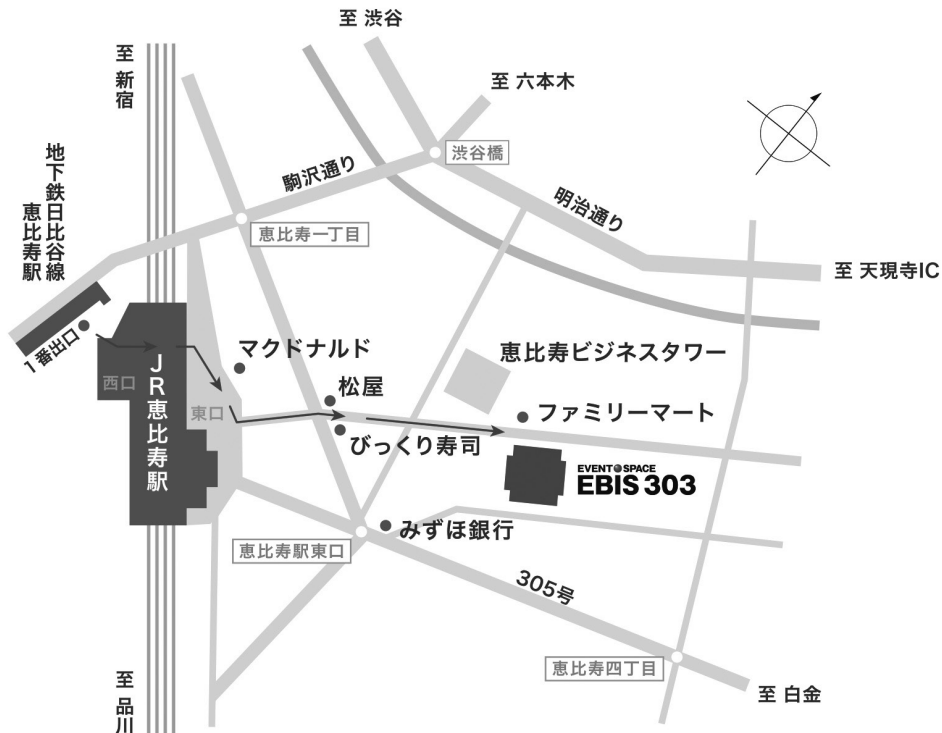 至 渋谷
至 新宿
至 六本木
渋谷橋
地下鉄日比谷線
恵比寿駅
駒沢通り
明治通り
恵比寿一丁目
至 天現寺IC
1番出口
マクドナルド
恵比寿ビジネスタワー
西口
JR恵比寿駅
東口
松屋
ファミリーマート
びっくり寿司
EVENT SPACE
EBIS 303
みずほ銀行
恵比寿駅東口
305号
恵比寿四丁目
至 白金
至 品川